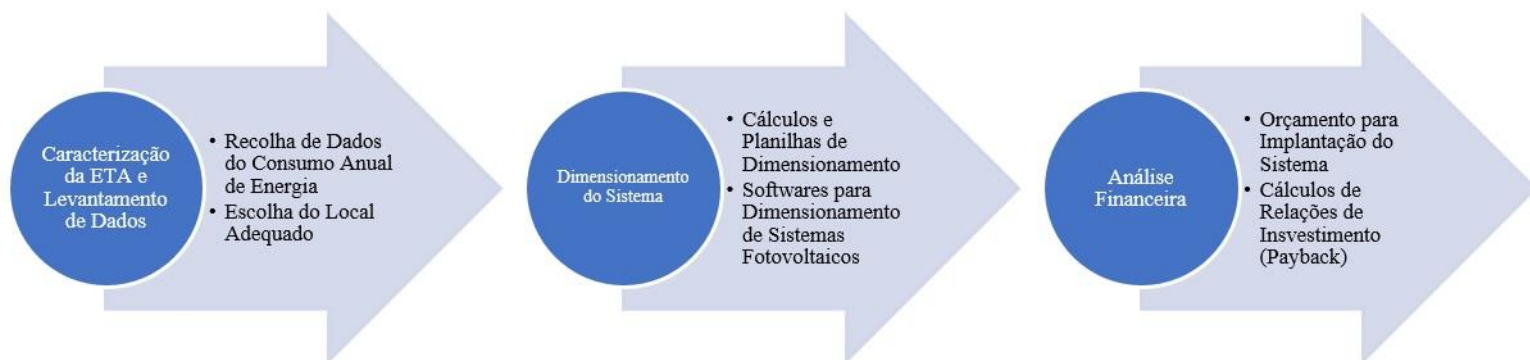 Caracterização
da ETA e
Levantamento
de Dados
• Recolha de Dados
do Consumo Anual
de Energia
• Escolha do Local
Adequado
Dimensionamento
do Sistema
• Cálculos e
Planilhas de
Dimensionamento
• Softwares para
Dimensionamento
de Sistemas
Fotovoltaicos
Análise
Financeira
• Orçamento para
Implantação do
Sistema
• Cálculos de
Relações de
Insvestimento
(Payback)